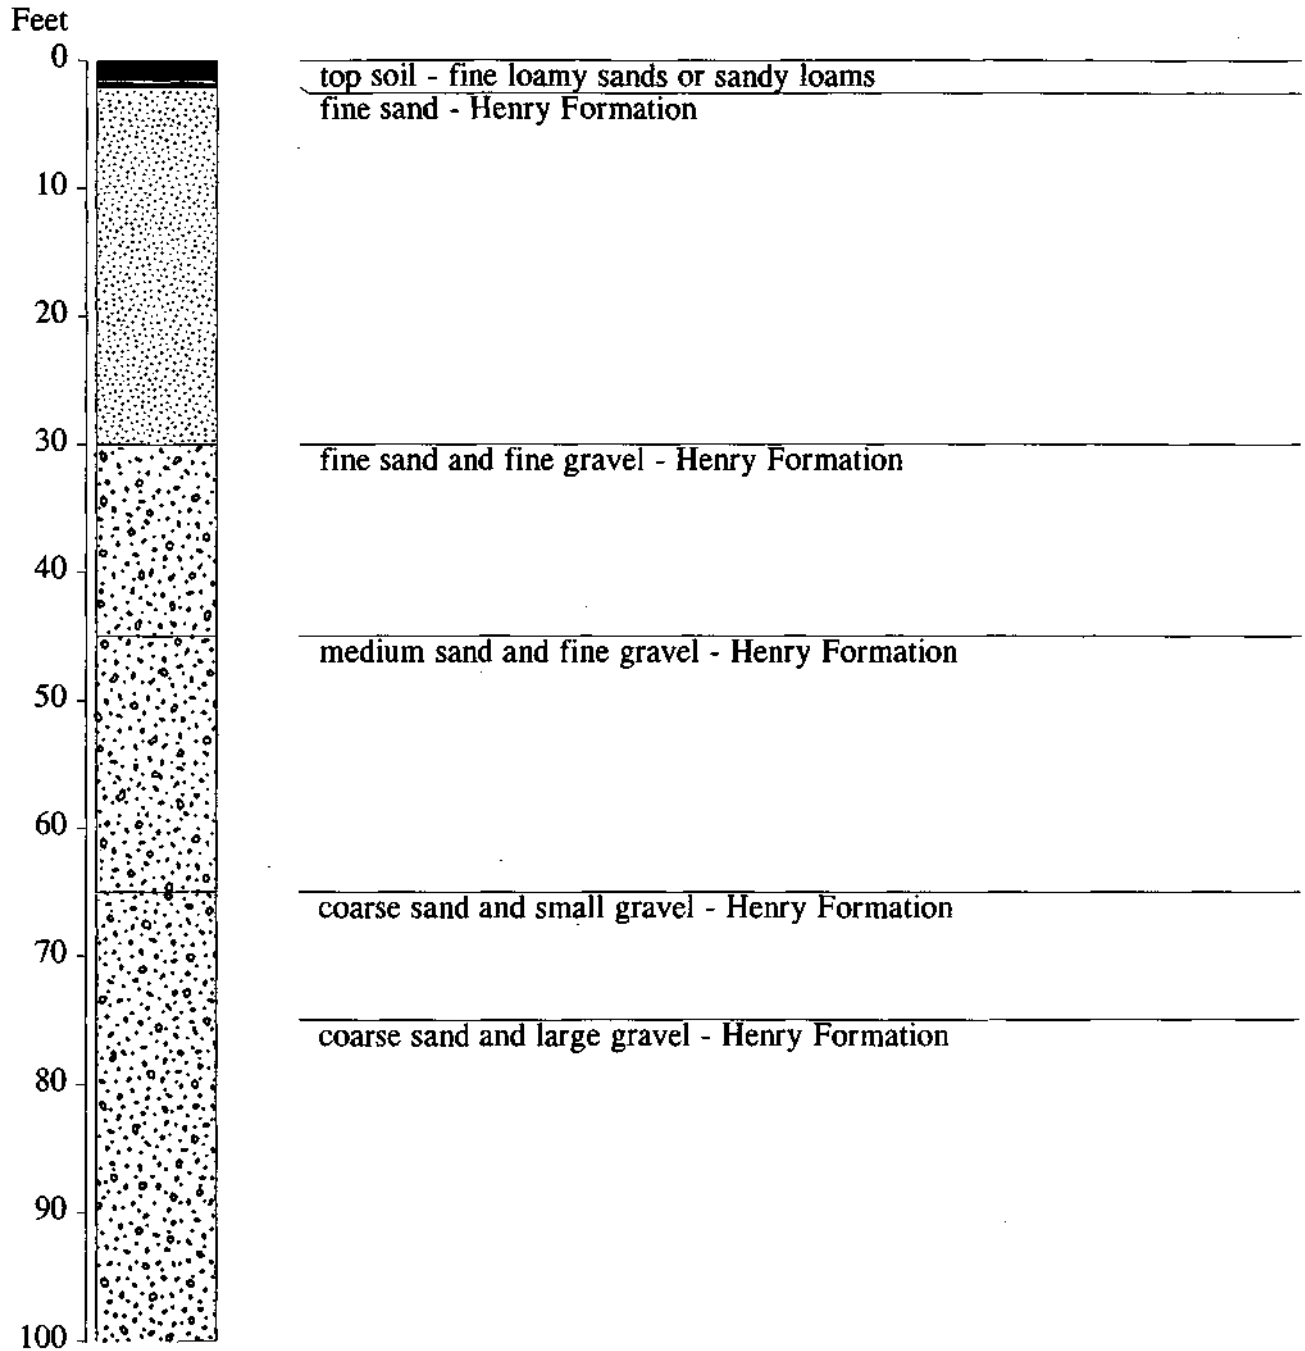 Feet
0
top soil - fine loamy sands or sandy loams
fine sand - Henry Formation
10
20
30
fine sand and fine gravel - Henry Formation
40
medium sand and fine gravel - Henry Formation
50
60
coarse sand and small gravel - Henry Formation
70
coarse sand and large gravel - Henry Formation
80
90
100